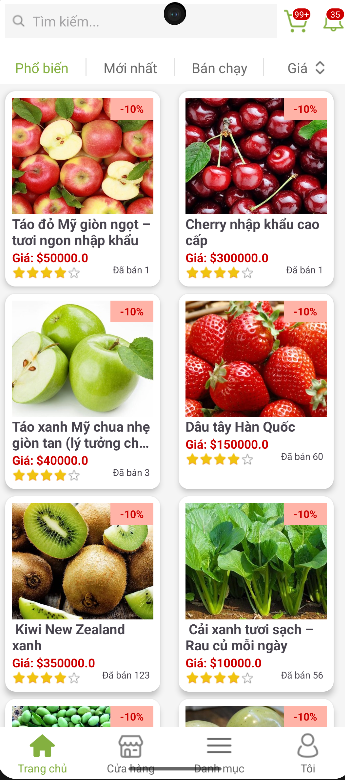 Tìm kiếm...
99+
35
Phổ biến
Mới nhất
Bán chạy
Giá
-10%
-10%
Táo đỏ Mỹ giòn ngọt –
tươi ngon nhập khẩu
Giá: $50000.0
Đã bán 1
Cherry nhập khẩu cao
cấp
Giá: $300000.0
Đã bán 1
-10%
-10%
Táo xanh Mỹ chua nhẹ
giòn tan (lý tưởng ch...
Giá: $40000.0
Đã bán 3
Dâu tây Hàn Quốc
Giá: $150000.0
Đã bán 60
-10%
-10%
Kiwi New Zealand
xanh
Giá: $350000.0
Đã bán 123
Cải xanh tươi sạch –
Rau củ mỗi ngày
Giá: $10000.0
Đã bán 56
-10%
-10%
Trang chủ
Cửa hàng
Danh mục
Tôi